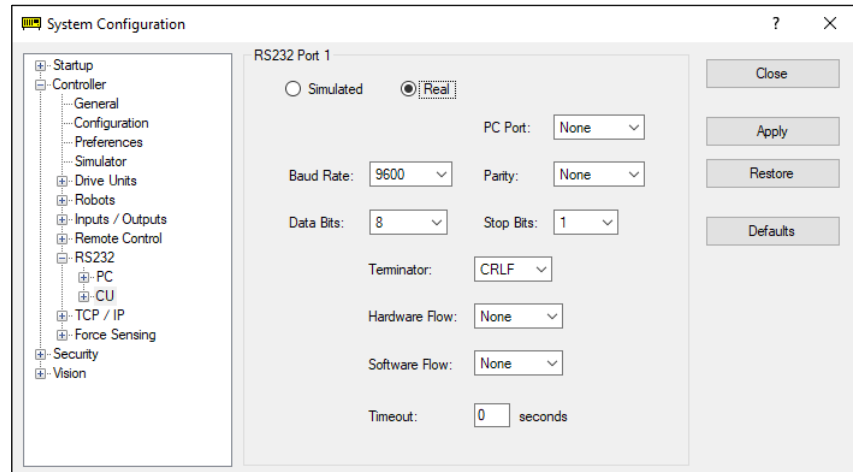 System Configuration
?
Startup
Controller
General
Configuration
Preferences
Simulator
Drive Units
Robots
Inputs / Outputs
Remote Control
RS232
PC
CU
TCP / IP
Force Sensing
Security
Vision
RS232 Port 1
Simulated Real
PC Port: None
Baud Rate: 9600 Parity: None
Data Bits: 8 Stop Bits: 1
Terminator: CRLF
Hardware Flow: None
Software Flow: None
Timeout: 0 seconds
Close
Apply
Restore
Defaults